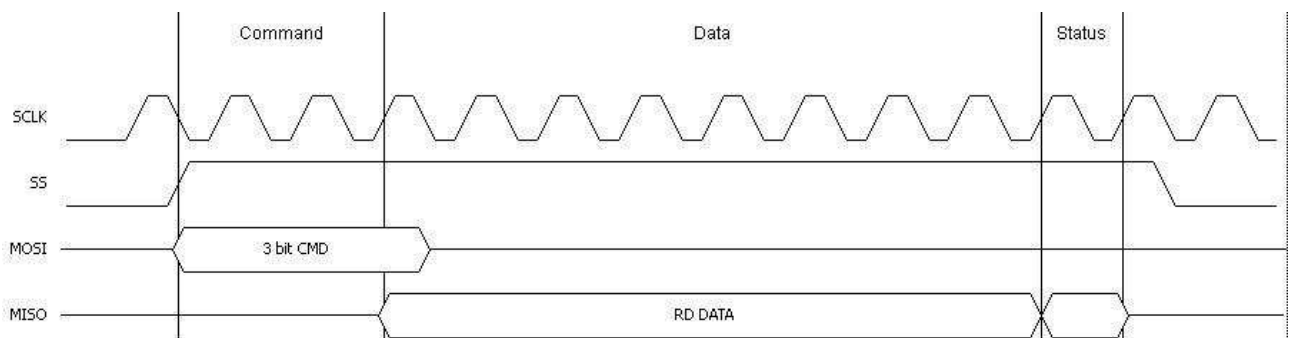 Command Data Status
SCLK
SS
MOSI 3 bit CMD
MISO RD DATA